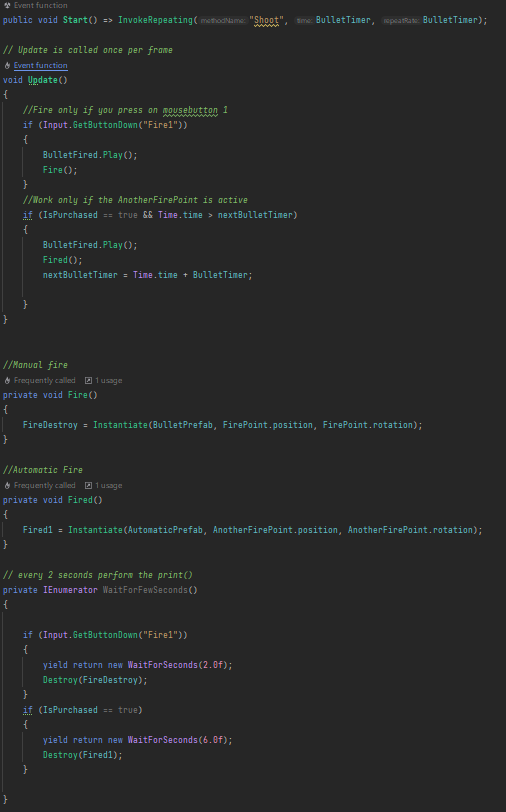 Event function
public void Start() => InvokeRepeating( methodName: "Shoot", time: BulletTimer, repeatRate: BulletTimer);
// Update is called once per frame
Event function
void Update()
{
//Fire only if you press on mousebutton 1
if (Input.GetButtonDown("Fire1"))
{
BulletFired.Play();
Fire();
}
//Work only if the AnotherFirePoint is active
if (IsPurchased == true && Time.time > nextBulletTimer)
{
BulletFired.Play();
Fired();
nextBulletTimer = Time.time + BulletTimer;
}
}
//Manual fire
Frequently called 1 usage
private void Fire()
{
FireDestroy = Instantiate(BulletPrefab, FirePoint.position, FirePoint.rotation);
}
//Automatic Fire
Frequently called 1 usage
private void Fired()
{
Fired1 = Instantiate(AutomaticPrefab, AnotherFirePoint.position, AnotherFirePoint.rotation);
}
// every 2 seconds perform the print()
private IEnumerator WaitForFewSeconds()
{
if (Input.GetButtonDown("Fire1"))
{
yield return new WaitForSeconds(2.0f);
Destroy(FireDestroy);
}
if (IsPurchased == true)
{
yield return new WaitForSeconds(6.0f);
Destroy(Fired1);
}
}